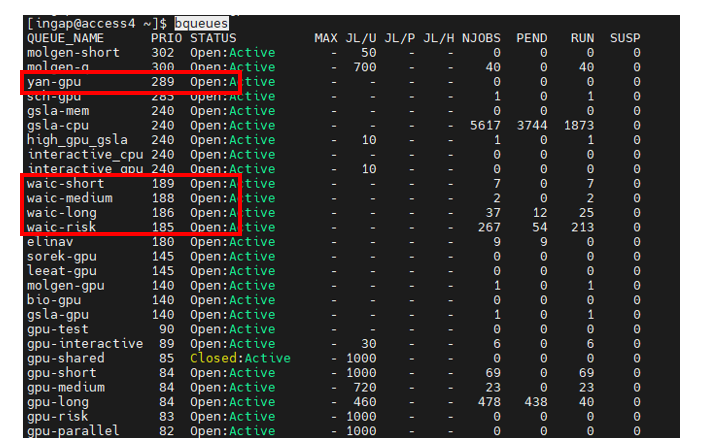 [ingap@access4 ~]$ bqueues
QUEUE_NAME PRIO STATUS MAX JL/U JL/P JL/H NJOBS PEND RUN SUSP
molgen-short 302 Open:Active - 50 - - 0 0 0 0
molgen-q 300 Open:Active - 700 - - 40 0 40 0
yan-gpu 289 Open:Active - - - - 0 0 0 0
sch-gpu 285 Open:Active - - - - 1 0 1 0
gsla-mem 240 Open:Active - - - - 0 0 0 0
gsla-cpu 240 Open:Active - - - - 5617 3744 1873 0
high_gpu_gsla 240 Open:Active - 10 - - 1 0 1 0
interactive_cpu 240 Open:Active - - - - 0 0 0 0
interactive_gpu 240 Open:Active - 10 - - 0 0 0 0
waic-short 189 Open:Active - - - - 7 0 7 0
waic-medium 188 Open:Active - - - - 2 0 2 0
waic-long 186 Open:Active - - - - 37 12 25 0
waic-risk 185 Open:Active - - - - 267 54 213 0
elinav 180 Open:Active - - - - 9 9 0 0
sorek-gpu 145 Open:Active - - - - 0 0 0 0
leeat-gpu 145 Open:Active - - - - 0 0 0 0
molgen-gpu 140 Open:Active - - - - 1 0 1 0
bio-gpu 140 Open:Active - - - - 0 0 0 0
gsla-gpu 140 Open:Active - - - - 1 0 1 0
gpu-test 90 Open:Active - - - - 0 0 0 0
gpu-interactive 89 Open:Active - 30 - - 6 0 6 0
gpu-shared 85 Closed:Active - 1000 - - 0 0 0 0
gpu-short 84 Open:Active - 1000 - - 69 0 69 0
gpu-medium 84 Open:Active - 720 - - 23 0 23 0
gpu-long 84 Open:Active - 460 - - 478 438 40 0
gpu-risk 83 Open:Active - 1000 - - 0 0 0 0
gpu-parallel 82 Open:Active - 1000 - - 0 0 0 0